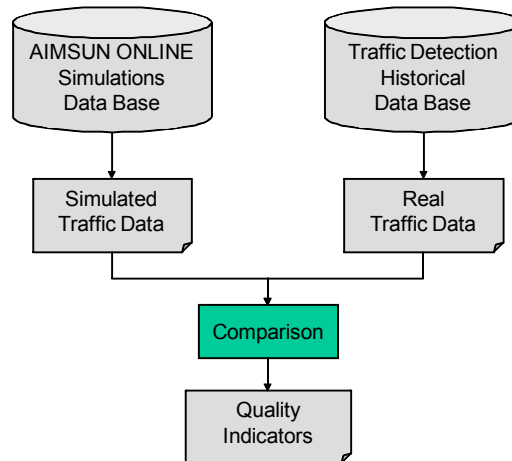 AIMSUN ONLINE
Simulations
Data Base
Traffic Detection
Historical
Data Base
Simulated
Traffic Data
Real
Traffic Data
Comparison
Quality
Indicators